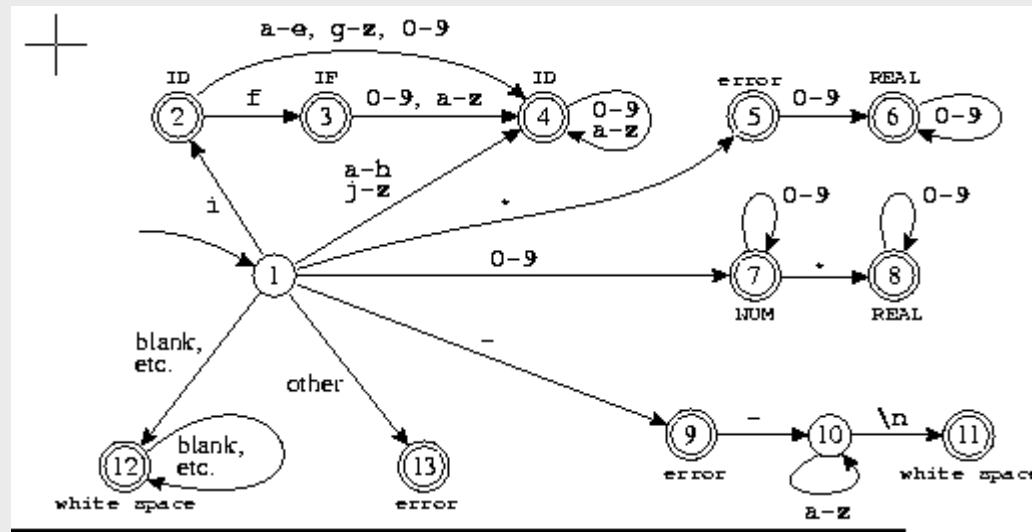 a-e, g-z, 0-9
ID
IF
ID
error
REAL
2
f
3
0-9, a-z
4
0-9
a-z
5
0-9
6
0-9
a-h
j-z
i
.
0-9
0-9
1
0-9
7
.
8
NUM
REAL
blank,
etc.
other
-
12
blank,
etc.
13
9
-
10
\n
11
white space
error
error
white space
a-z